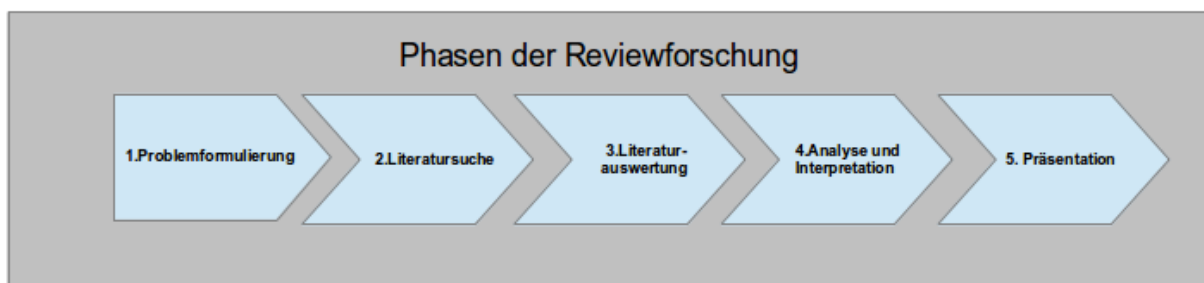 Phasen der Reviewforschung
1.Problemformulierung
2.Literatursuche
3.Literatur-
auswertung
4.Analyse und
Interpretation
5. Präsentation